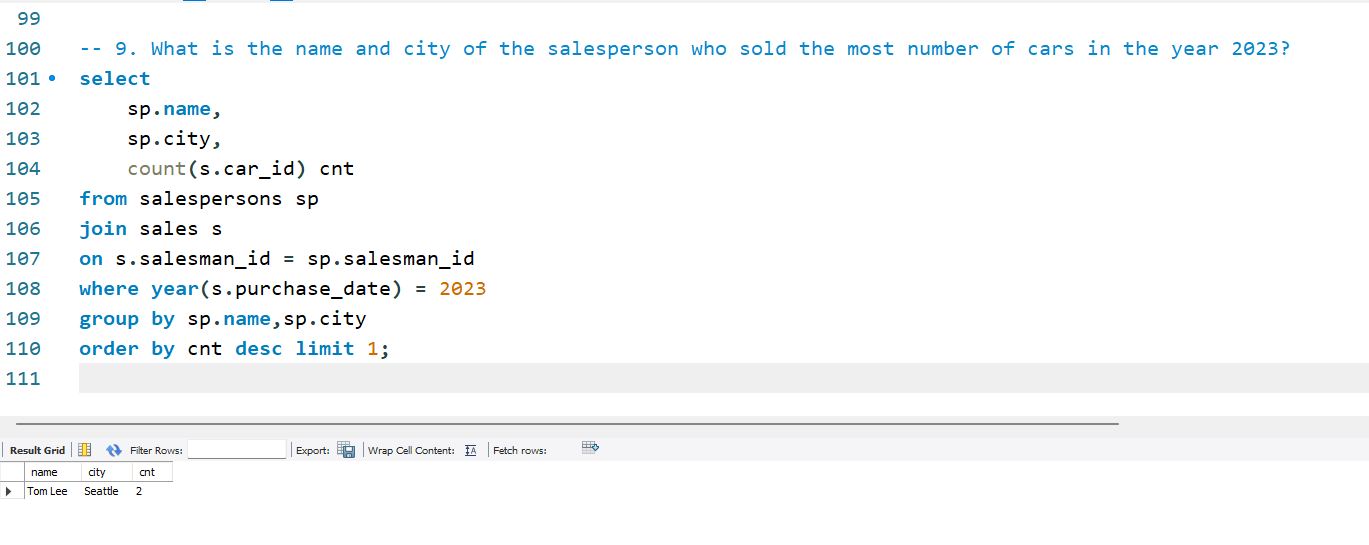 99
100 -- 9. What is the name and city of the salesperson who sold the most number of cars in the year 2023?
101 select
102 sp.name,
103 sp.city,
104 count(s.car_id) cnt
105 from salespersons sp
106 join sales s
107 on s.salesman_id = sp.salesman_id
108 where year(s.purchase_date) = 2023
109 group by sp.name,sp.city
110 order by cnt desc limit 1;
111
Result Grid Filter Rows: Export: Wrap Cell Content: IA Fetch rows:
name city cnt
Tom Lee Seattle 2